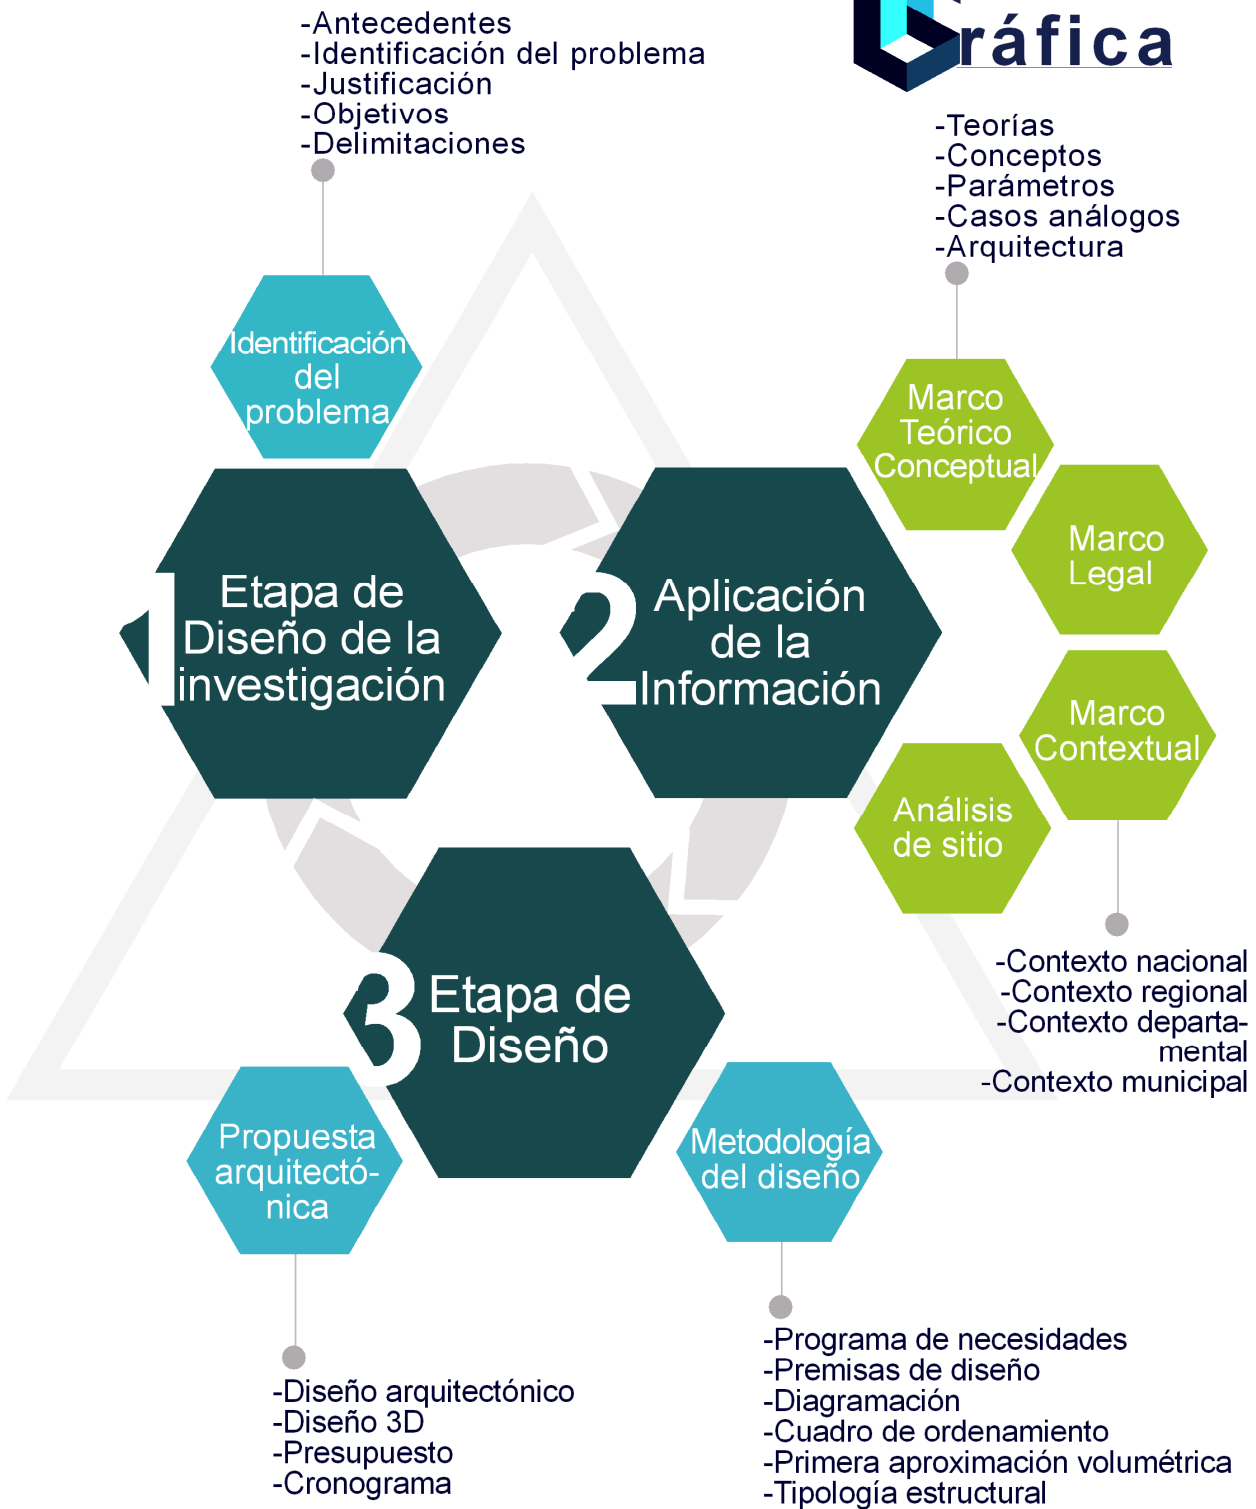 -Antecedentes
-Identificación del problema
-Justificación
-Objetivos
-Delimitaciones
ráfica
-Teorías
-Conceptos
-Parámetros
-Casos análogos
-Arquitectura
Identificación
del
problema
Marco
Teórico
Conceptual
Marco
Legal
1
Etapa de
Diseño de la
investigación
2
Aplicación
de la
Información
Marco
Contextual
Análisis
de sitio
-Contexto nacional
-Contexto regional
-Contexto departa-
mental
-Contexto municipal
3
Etapa de
Diseño
Propuesta
arquitectó-
nica
Metodología
del diseño
-Diseño arquitectónico
-Diseño 3D
-Presupuesto
-Cronograma
-Programa de necesidades
-Premisas de diseño
-Diagramación
-Cuadro de ordenamiento
-Primera aproximación volumétrica
-Tipología estructural